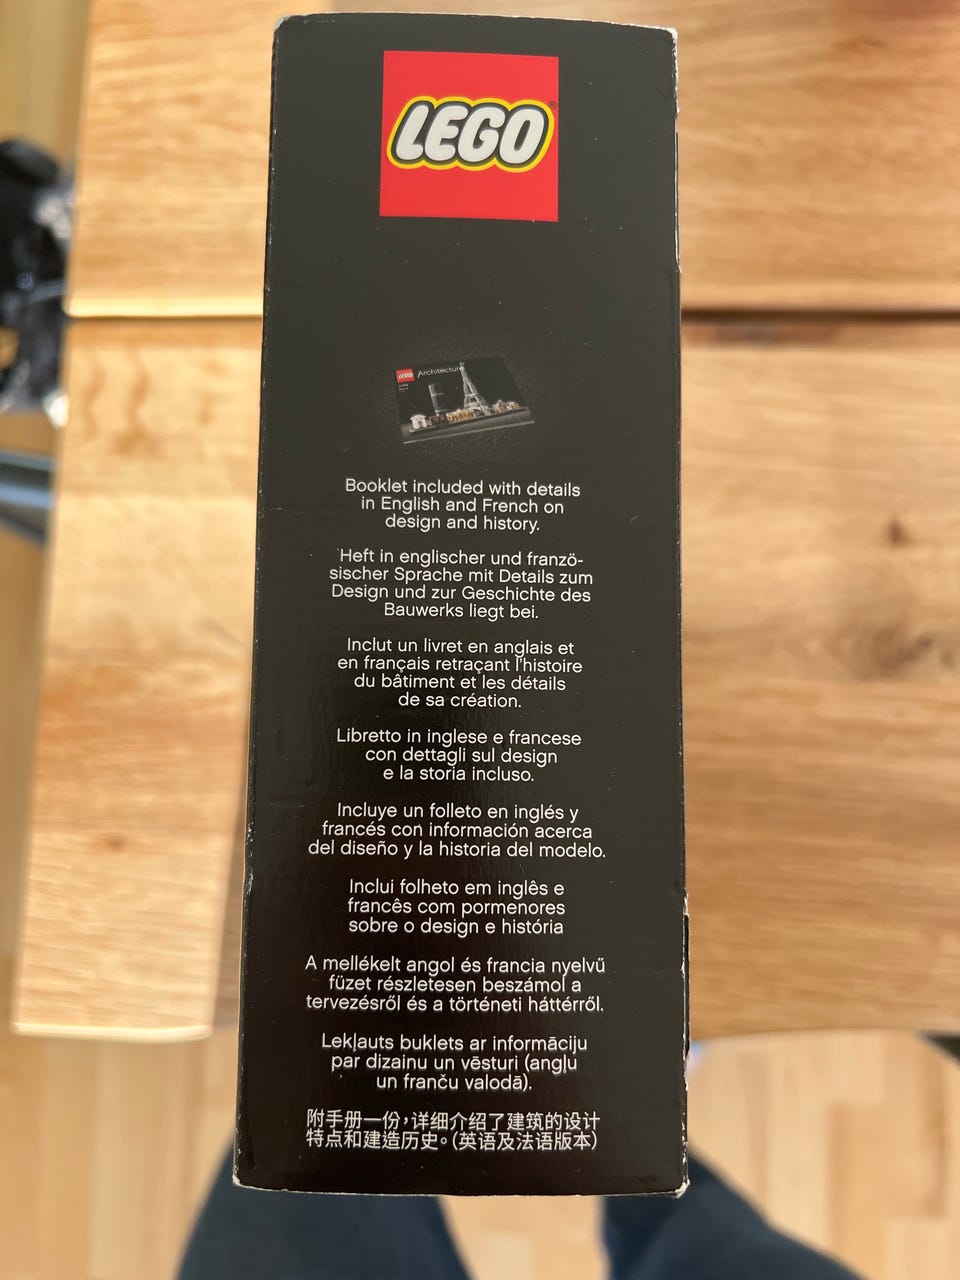 LEGO®
LEGO Architecture
Booklet included with details
in English and French on
design and history.
Heft in englischer und franzö-
sischer Sprache mit Details zum
Design und zur Geschichte des
Bauwerks liegt bei.
Inclut un livret en anglais et
en français retraçant l'histoire
du bâtiment et les détails
de sa création.
Libretto in inglese e francese
con dettagli sul design
e la storia incluso.
Incluye un folleto en inglés y
francés con información acerca
del diseño y la historia del modelo.
Inclui folheto em inglês e
francês com pormenores
sobre o design e história
A mellékelt angol és francia nyelvű
füzet részletesen beszámol a
tervezésről és a történeti háttérről.
Lekļauts buklets ar informāciju
par dizainu un vēsturi (angļu
un franču valodā).
附手册一份，详细介绍了建筑的设计
特点和建造历史。（英语及法语版本）